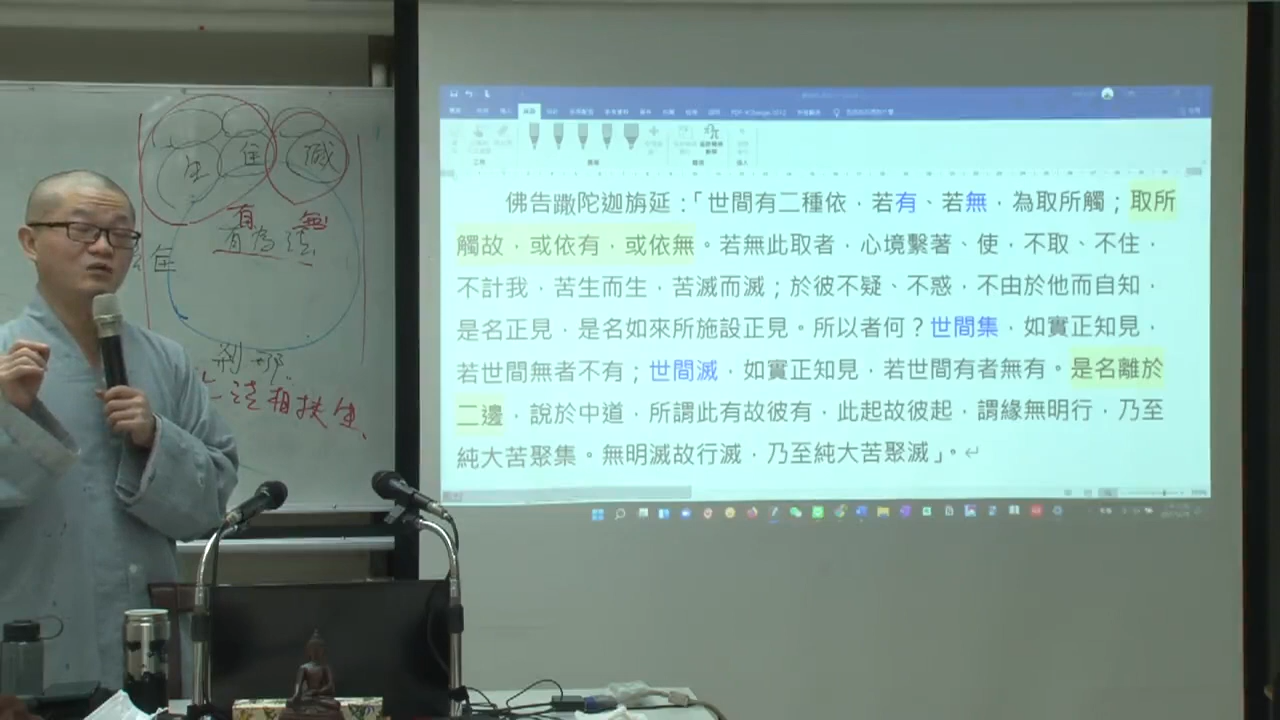 生 住 滅
有 無
有為法
住
剎那
法相扶生
佛告蹾陀迦旃延：「世間有二種依，若有、若無，為取所觸；取所
觸故，或依有，或依無。若無此取者，心境繫著、使，不取、不住，
不計我，苦生而生，苦滅而滅；於彼不疑、不惑，不由於他而自知，
是名正見，是名如來所施設正見。所以者何？世間集，如實正知見，
若世間無者不有；世間滅，如實正知見，若世間有者無有。是名離於
二邊，說於中道，所謂此有故彼有，此起故彼起，謂緣無明行，乃至
純大苦聚集。無明滅故行滅，乃至純大苦聚滅」。